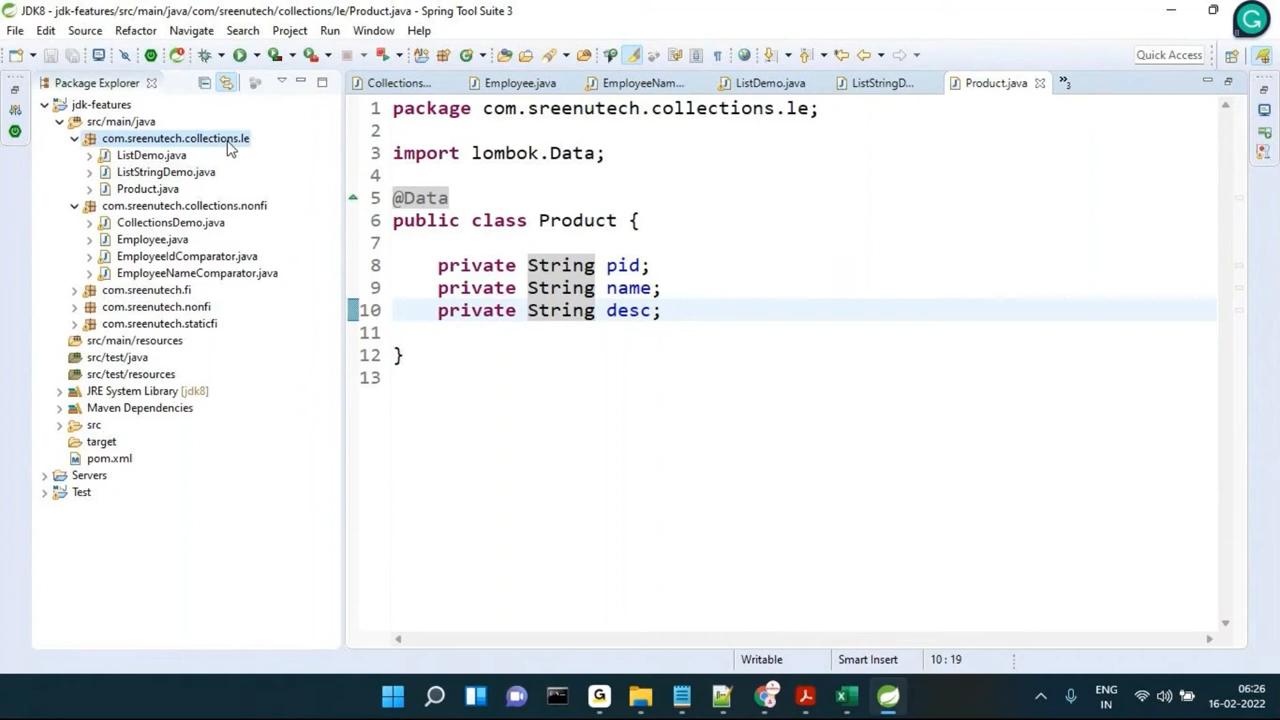 JDK8 - jdk-features/src/main/java/com/sreenutech/collections/le/Product.java - Spring Tool Suite 3
File Edit Source Refactor Navigate Search Project Run Window Help
Quick Access
Package Explorer
Collections...
Employee.java
EmployeeNam...
ListDemo.java
ListStringD...
Product.java
»3
jdk-features
src/main/java
com.sreenutech.collections.le
ListDemo.java
ListStringDemo.java
Product.java
com.sreenutech.collections.nonfi
CollectionsDemo.java
Employee.java
EmployeeIdComparator.java
EmployeeNameComparator.java
com.sreenutech.fi
com.sreenutech.nonfi
com.sreenutech.staticfi
src/main/resources
src/test/java
src/test/resources
JRE System Library [jdk8]
Maven Dependencies
src
target
pom.xml
Servers
Test
1 package com.sreenutech.collections.le;
2
3 import lombok.Data;
4
5 @Data
6 public class Product {
7
8 private String pid;
9 private String name;
10 private String desc;
11
12 }
13
Writable
Smart Insert
10 : 19
ENG
IN
06:26
16-02-2022